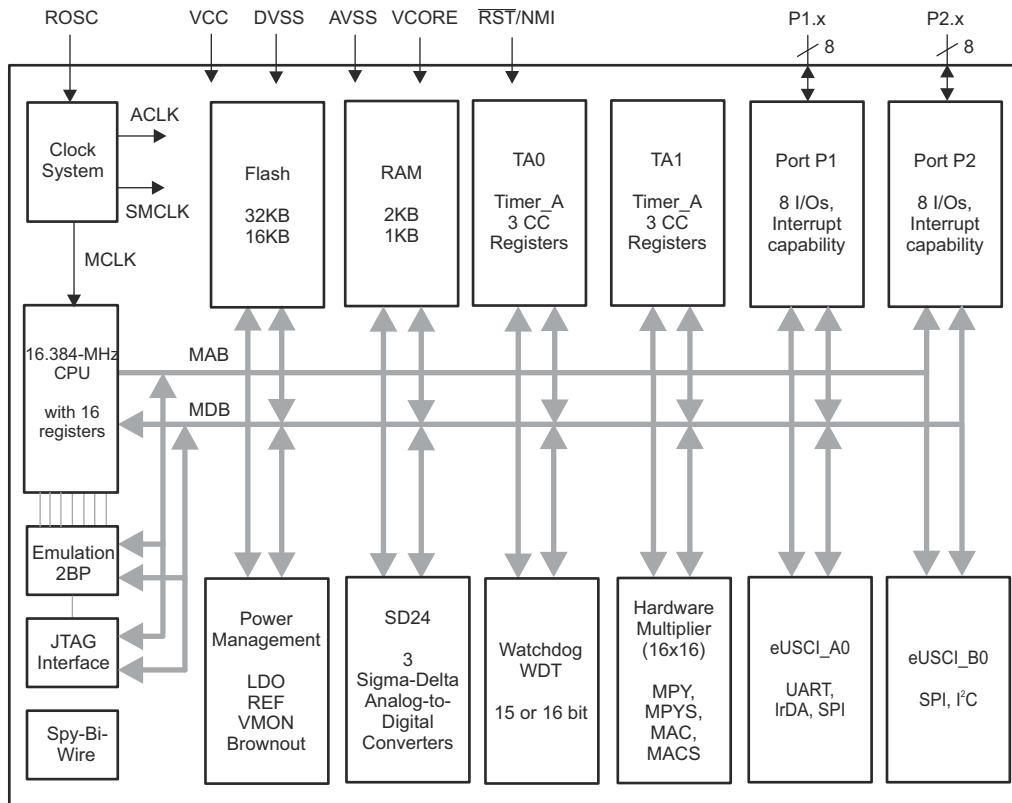 ROSC
VCC
DVSS
AVSS
VCORE
RST/NMI
P1.x
P2.x
8
8
Clock
System
ACLK
SMCLK
MCLK
Flash
32KB
16KB
RAM
2KB
1KB
TA0
Timer_A
3 CC
Registers
TA1
Timer_A
3 CC
Registers
Port P1
8 I/Os,
Interrupt
capability
Port P2
8 I/Os,
Interrupt
capability
16.384-MHz
CPU
with 16
registers
MAB
MDB
Emulation
2BP
JTAG
Interface
Spy-Bi-
Wire
Power
Management
LDO
REF
VMON
Brownout
SD24
3
Sigma-Delta
Analog-to-
Digital
Converters
Watchdog
WDT
15 or 16 bit
Hardware
Multiplier
(16x16)
MPY,
MPYS,
MAC,
MACS
eUSCI_A0
UART,
IrDA, SPI
eUSCI_B0
SPI, I²C